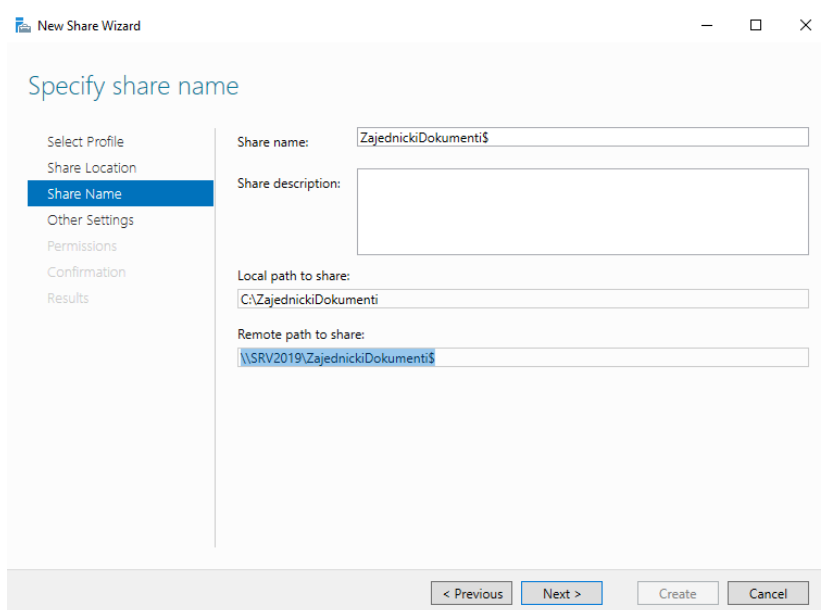 New Share Wizard
Specify share name
Select Profile
Share Location
Share Name
Other Settings
Permissions
Confirmation
Results
Share name:
ZajednickiDokumenti$
Share description:
Local path to share:
C:\ZajednickiDokumenti
Remote path to share:
\\SRV2019\ZajednickiDokumenti$
< Previous
Next >
Create
Cancel